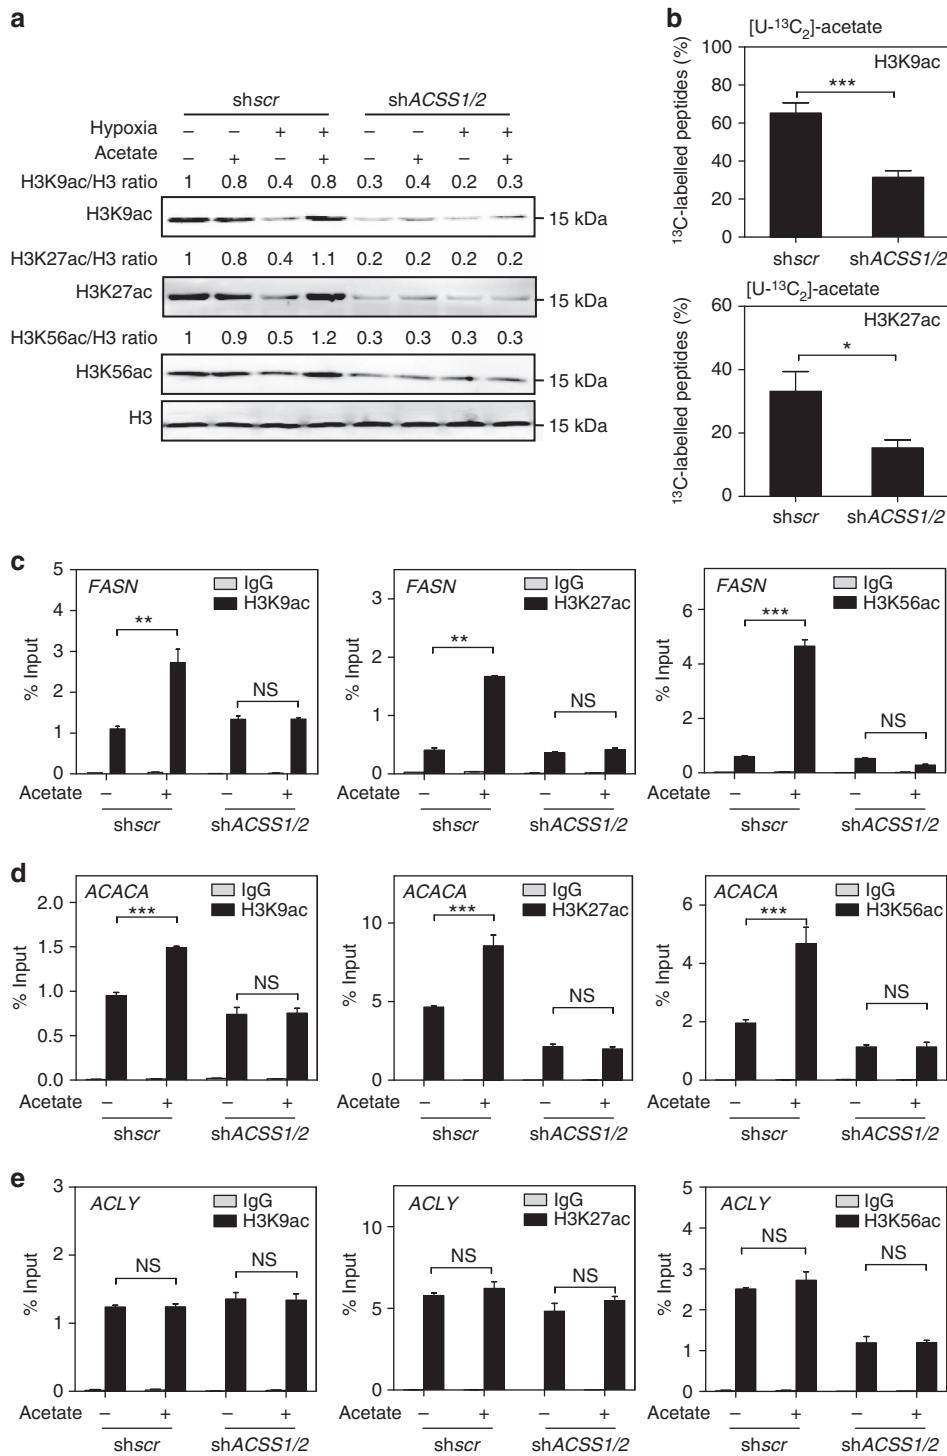 a
shscr shACSS1/2
Hypoxia – – + + – – + +
Acetate – + – + – + – +
H3K9ac/H3 ratio 1 0.8 0.4 0.8 0.3 0.4 0.2 0.3
H3K9ac 15 kDa
H3K27ac/H3 ratio 1 0.8 0.4 1.1 0.2 0.2 0.2 0.2
H3K27ac 15 kDa
H3K56ac/H3 ratio 1 0.9 0.5 1.2 0.3 0.3 0.3 0.3
H3K56ac 15 kDa
H3 15 kDa
b
[U-¹³C₂]-acetate
H3K9ac
***
¹³C-labelled peptides (%)
100
80
60
40
20
0
shscr shACSS1/2
[U-¹³C₂]-acetate
H3K27ac
*
¹³C-labelled peptides (%)
60
40
20
0
shscr shACSS1/2
c
FASN
IgG
H3K9ac
% Input
5
4
3
2
1
0
** NS
Acetate – + – +
shscr shACSS1/2
FASN
IgG
H3K27ac
% Input
3
2
1
0
** NS
Acetate – + – +
shscr shACSS1/2
FASN
IgG
H3K56ac
% Input
6
4
2
0
*** NS
Acetate – + – +
shscr shACSS1/2
d
ACACA
IgG
H3K9ac
% Input
2.0
1.5
1.0
0.5
0.0
*** NS
Acetate – + – +
shscr shACSS1/2
ACACA
IgG
H3K27ac
% Input
10
5
0
*** NS
Acetate – + – +
shscr shACSS1/2
ACACA
IgG
H3K56ac
% Input
6
4
2
0
*** NS
Acetate – + – +
shscr shACSS1/2
e
ACLY
IgG
H3K9ac
% Input
3
2
1
0
NS NS
Acetate – + – +
shscr shACSS1/2
ACLY
IgG
H3K27ac
% Input
10
5
0
NS NS
Acetate – + – +
shscr shACSS1/2
ACLY
IgG
H3K56ac
% Input
5
4
3
2
1
0
NS NS
Acetate – + – +
shscr shACSS1/2